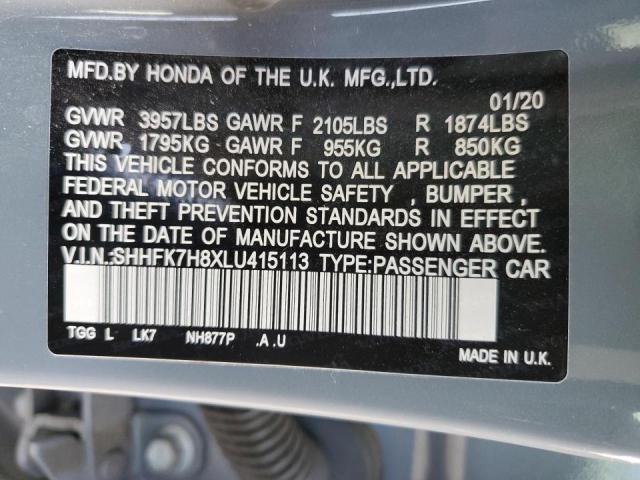 MFD.BY HONDA OF THE U.K. MFG.,LTD.
01/20
GVWR 3957LBS GAWR F 2105LBS R 1874LBS
GVWR 1795KG GAWR F 955KG R 850KG
THIS VEHICLE CONFORMS TO ALL APPLICABLE
FEDERAL MOTOR VEHICLE SAFETY , BUMPER ,
AND THEFT PREVENTION STANDARDS IN EFFECT
ON THE DATE OF MANUFACTURE SHOWN ABOVE.
V.I.N.:SHHFK7H8XLU415113 TYPE:PASSENGER CAR
TGG L LK7 NH877P .A .U
MADE IN U.K.